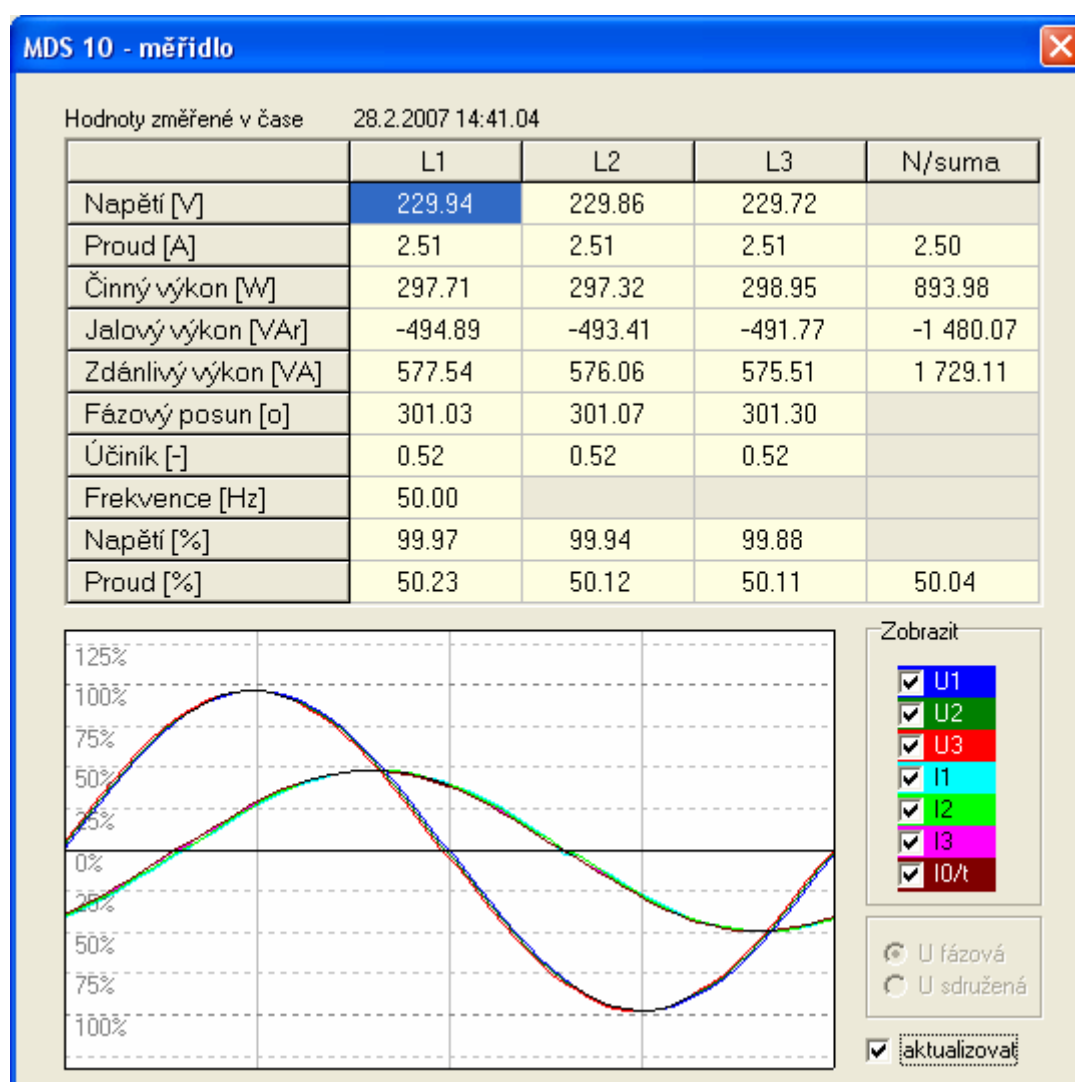 MDS 10 - měřidlo
Hodnoty změřené v čase 28.2.2007 14:41.04
L1 L2 L3 N/suma
Napětí [V] 229.94 229.86 229.72
Proud [A] 2.51 2.51 2.51 2.50
Činný výkon [W] 297.71 297.32 298.95 893.98
Jalový výkon [VAr] -494.89 -493.41 -491.77 -1 480.07
Zdánlivý výkon [VA] 577.54 576.06 575.51 1 729.11
Fázový posun [o] 301.03 301.07 301.30
Účiník [-] 0.52 0.52 0.52
Frekvence [Hz] 50.00
Napětí [%] 99.97 99.94 99.88
Proud [%] 50.23 50.12 50.11 50.04
125%
100%
75%
50%
25%
0%
25%
50%
75%
100%
Zobrazit
U1
U2
U3
I1
I2
I3
I0/t
U fázová
U sdružená
aktualizovat